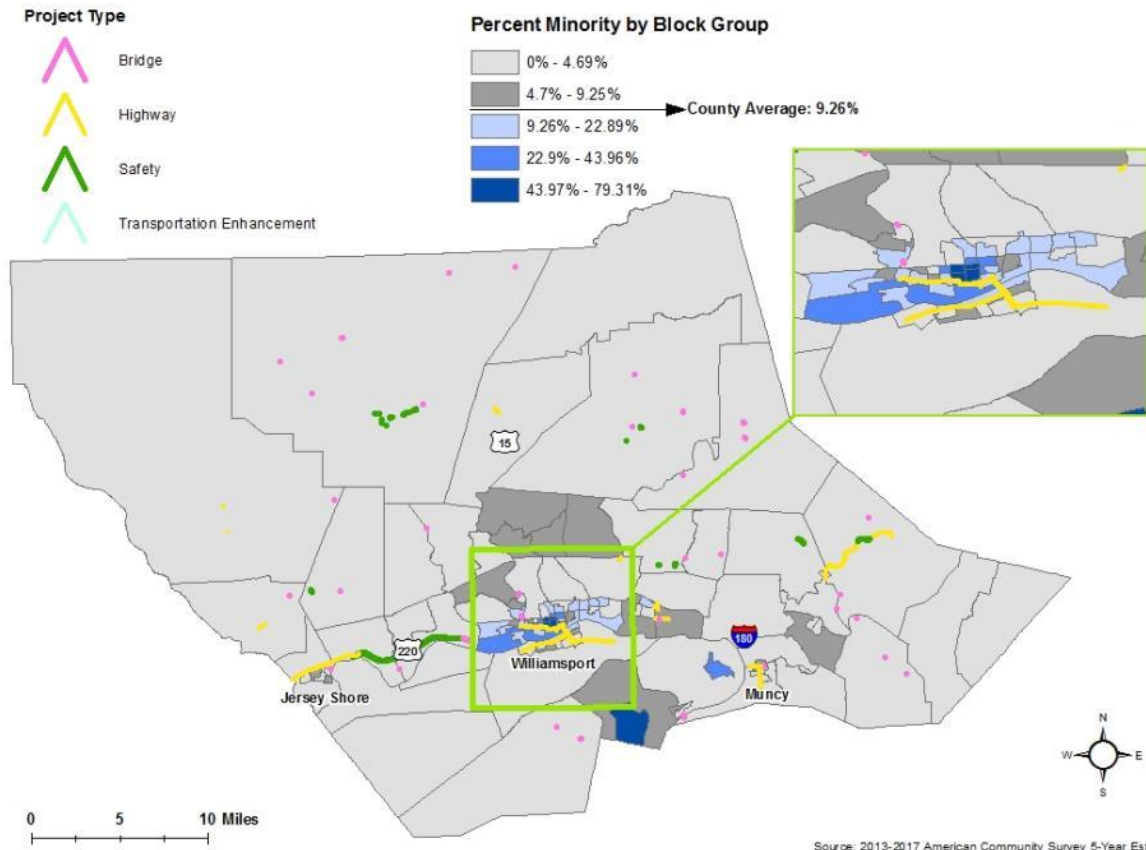 Project Type
Bridge
Highway
Safety
Transportation Enhancement
Percent Minority by Block Group
0% - 4.69%
4.7% - 9.25%
County Average: 9.26%
9.26% - 22.89%
22.9% - 43.96%
43.97% - 79.31%
15
220
180
Williamsport
Jersey Shore
Muncy
N
W E
S
0 5 10 Miles
Source: 2013-2017 American Community Survey 5-Year Es